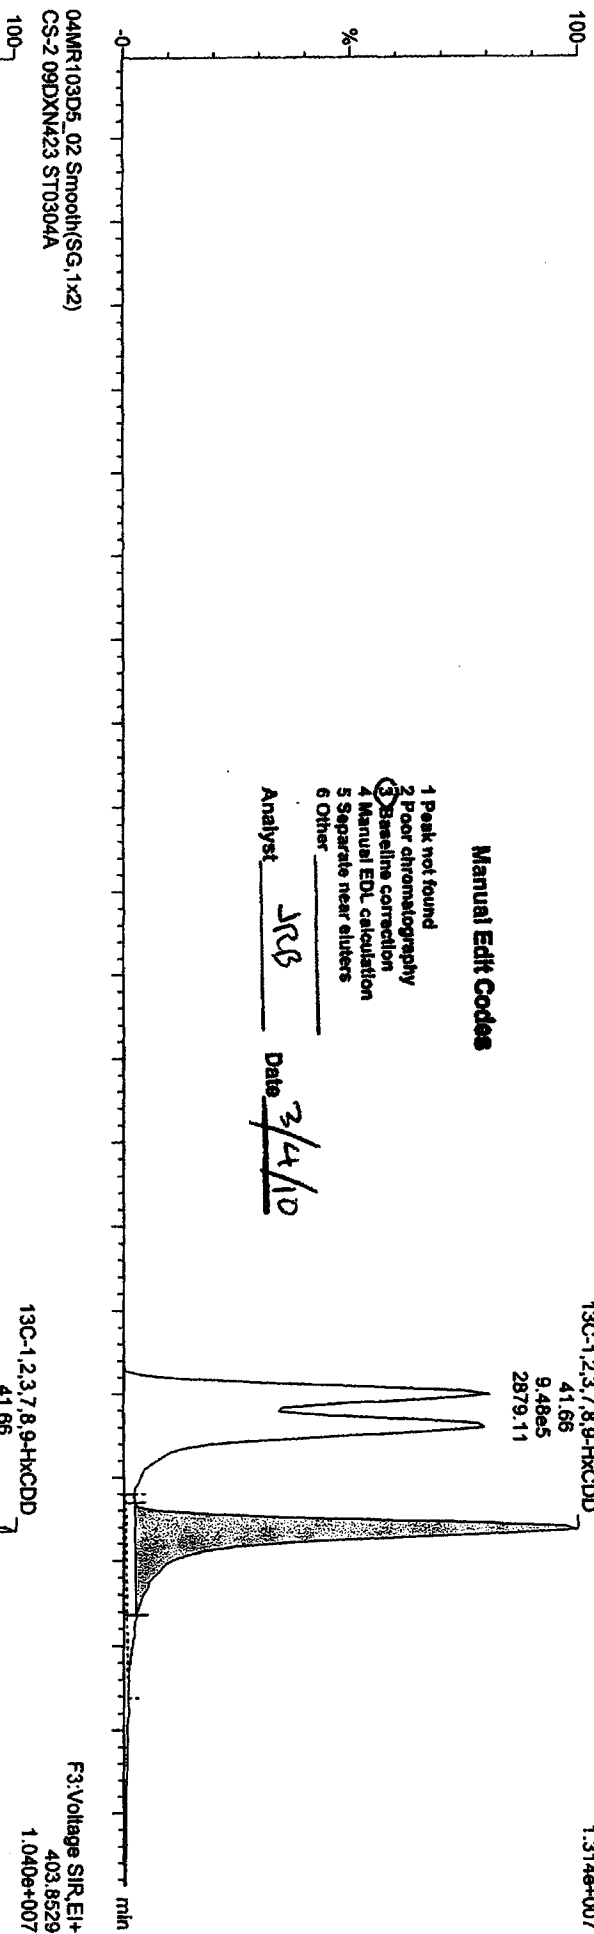 100
%
-0
min
13C-1,2,3,7,8,9-HxCDD
41.66
9.48e5
2879.11
1.314e+007
Manual Edit Codes
1 Peak not found
2 Poor chromatography
3 Baseline correction
4 Manual EDL calculation
5 Separate near eluters
6 Other
Analyst JRB Date 3/4/10
04MR103D5_02 Smooth(SG,1x2)
CS-2 09DXN423 ST0304A
F3:Voltage SIR,EI+
403.8529
1.040e+007
100
13C-1,2,3,7,8,9-HxCDD
41.66